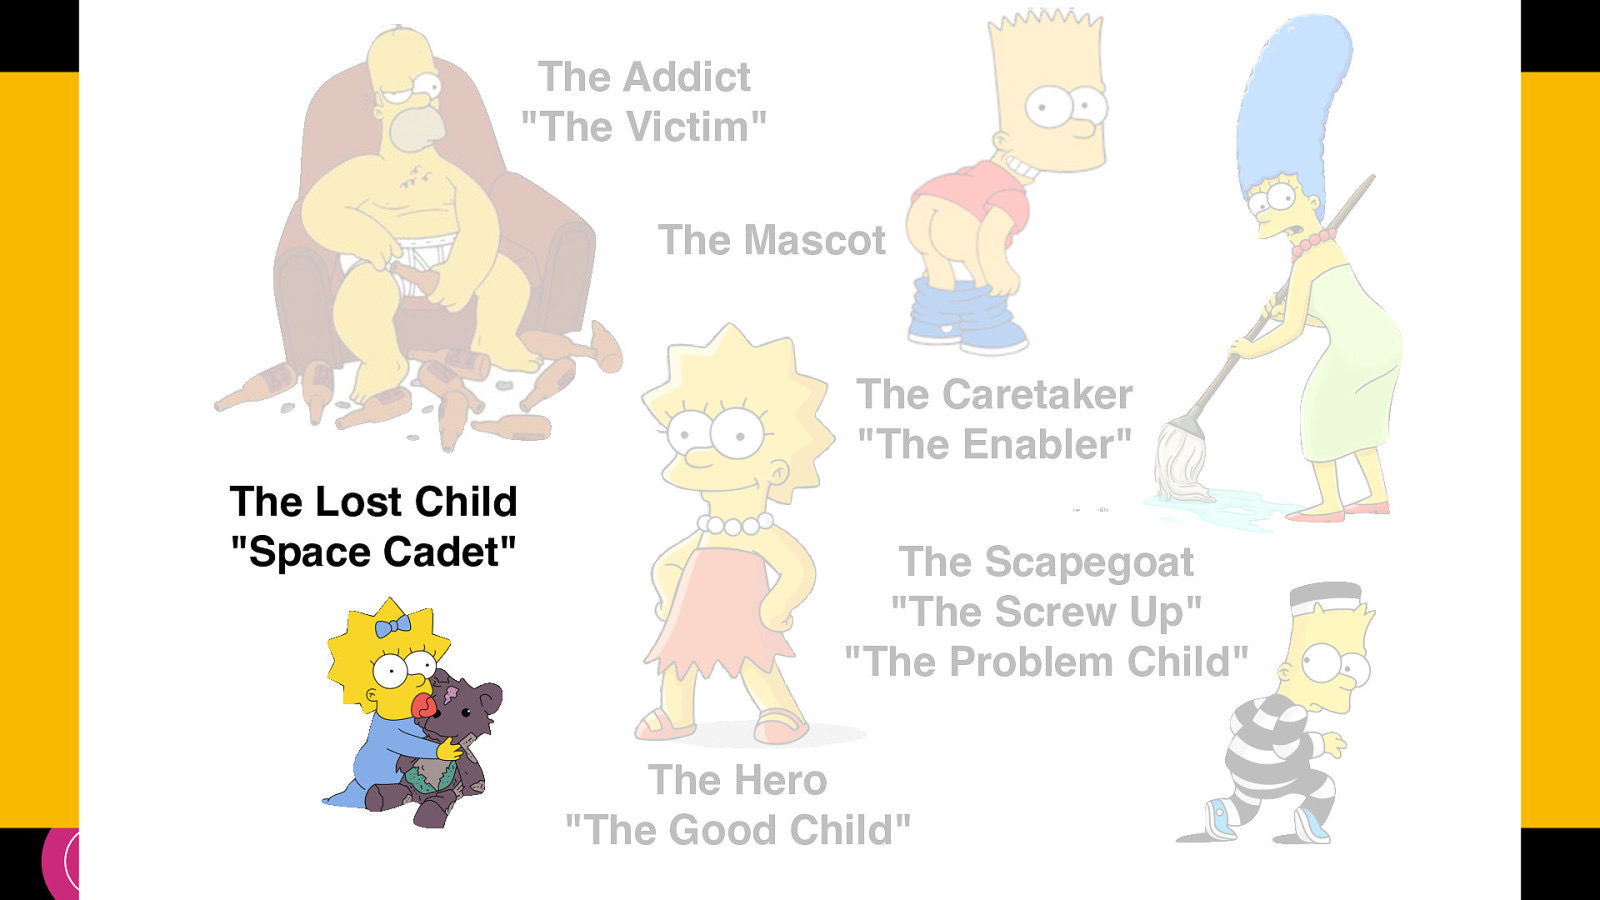 The Addict
"The Victim"
The Mascot
The Caretaker
"The Enabler"
The Lost Child
"Space Cadet"
The Scapegoat
"The Screw Up"
"The Problem Child"
The Hero
"The Good Child"